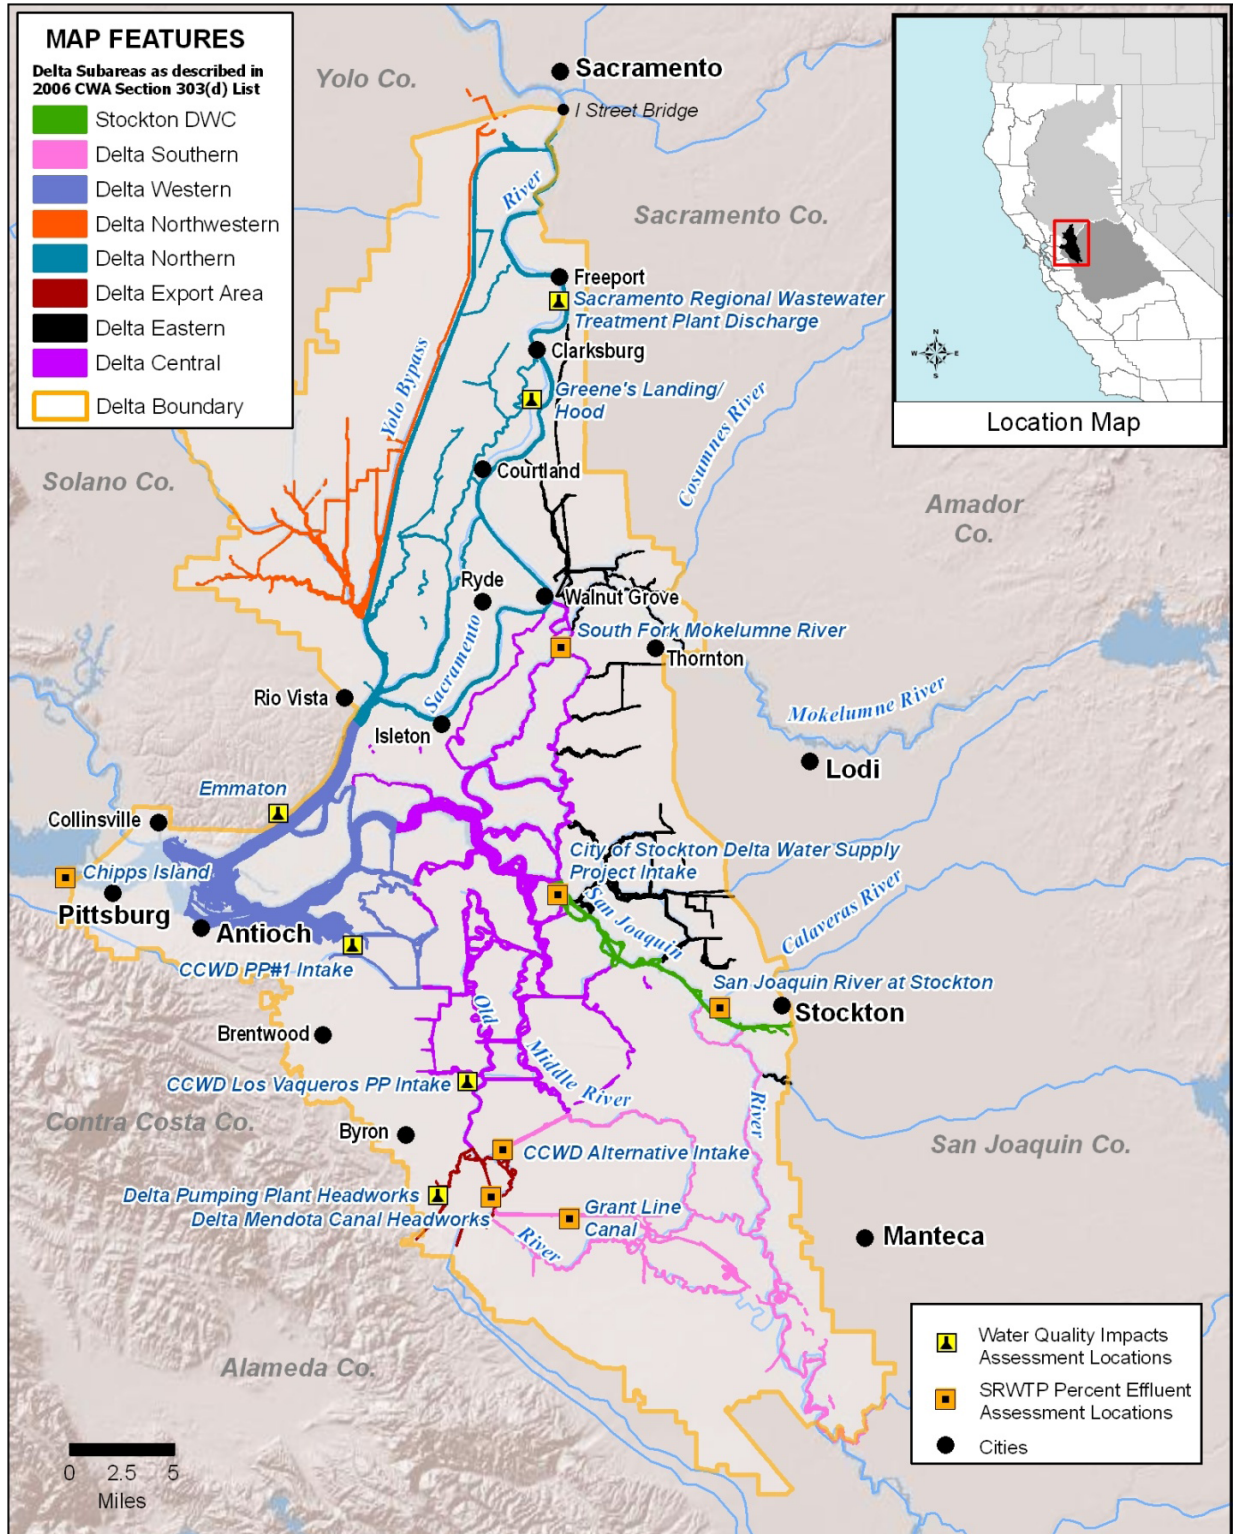 MAP FEATURES
Delta Subareas as described in
2006 CWA Section 303(d) List
Stockton DWC
Delta Southern
Delta Western
Delta Northwestern
Delta Northern
Delta Export Area
Delta Eastern
Delta Central
Delta Boundary
Yolo Co.
Sacramento
I Street Bridge
River
Sacramento Co.
Freeport
Sacramento Regional Wastewater
Treatment Plant Discharge
Clarksburg
Yolo Bypass
Greene's Landing/
Hood
Cosumnes River
Courtland
Solano Co.
Amador
Co.
N
W
E
S
Location Map
Ryde
Walnut Grove
South Fork Mokelumne River
Thornton
Sacramento
Rio Vista
Isleton
Mokelumne River
Lodi
Emmaton
Collinsville
Chipps Island
Pittsburg
Antioch
CCWD PP#1 Intake
City of Stockton Delta Water Supply
Project Intake
San Joaquin
Calaveras River
San Joaquin River at Stockton
Stockton
Brentwood
Old
Middle River
CCWD Los Vaqueros PP Intake
River
Contra Costa Co.
Byron
San Joaquin Co.
CCWD Alternative Intake
Delta Pumping Plant Headworks
Delta Mendota Canal Headworks
Grant Line
Canal
River
Manteca
Alameda Co.
Water Quality Impacts
Assessment Locations
SRWTP Percent Effluent
Assessment Locations
Cities
0 2.5 5
Miles